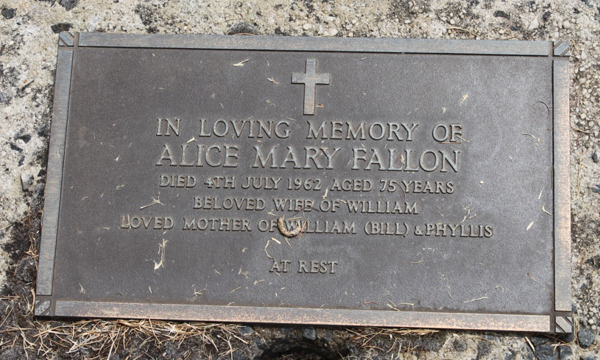 IN LOVING MEMORY OF
ALICE MARY FALLON
DIED 4TH JULY 1962 AGED 75 YEARS
BELOVED WIFE OF WILLIAM
LOVED MOTHER OF WILLIAM (BILL) & PHYLLIS
AT REST